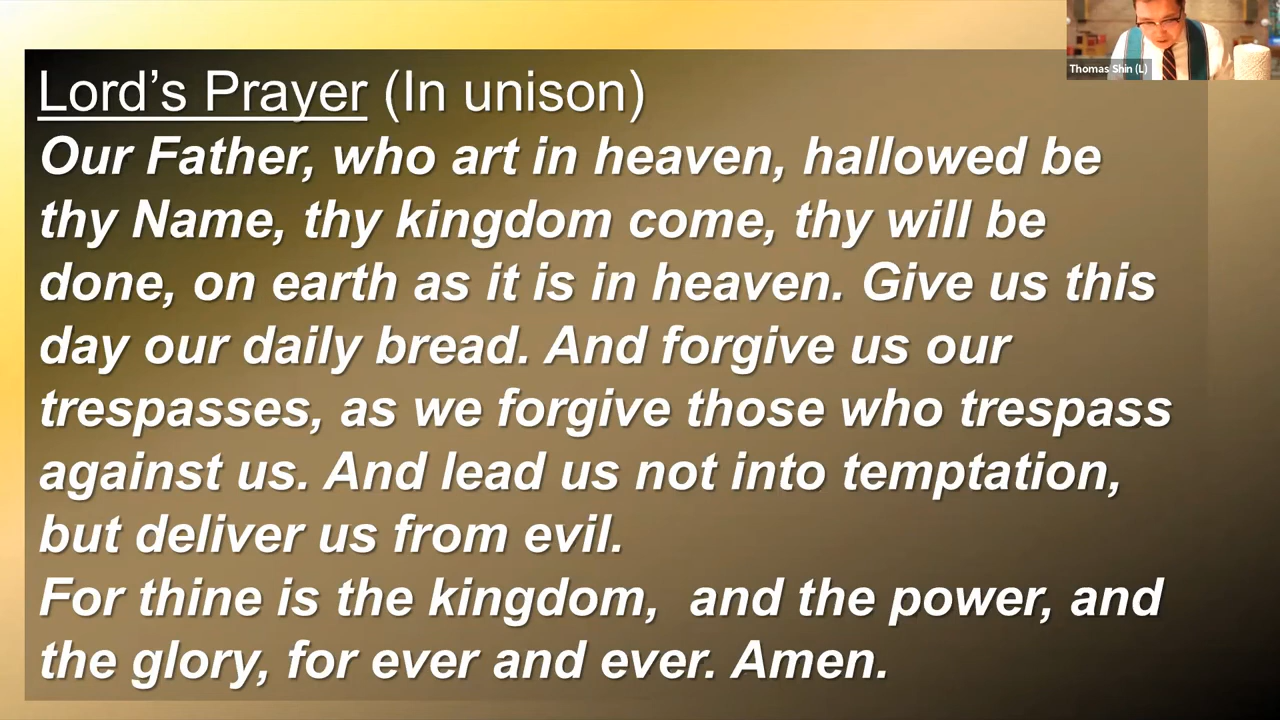 Thomas Shin (L)
Lord’s Prayer (In unison)
Our Father, who art in heaven, hallowed be
thy Name, thy kingdom come, thy will be
done, on earth as it is in heaven. Give us this
day our daily bread. And forgive us our
trespasses, as we forgive those who trespass
against us. And lead us not into temptation,
but deliver us from evil.
For thine is the kingdom,  and the power, and
the glory, for ever and ever. Amen.